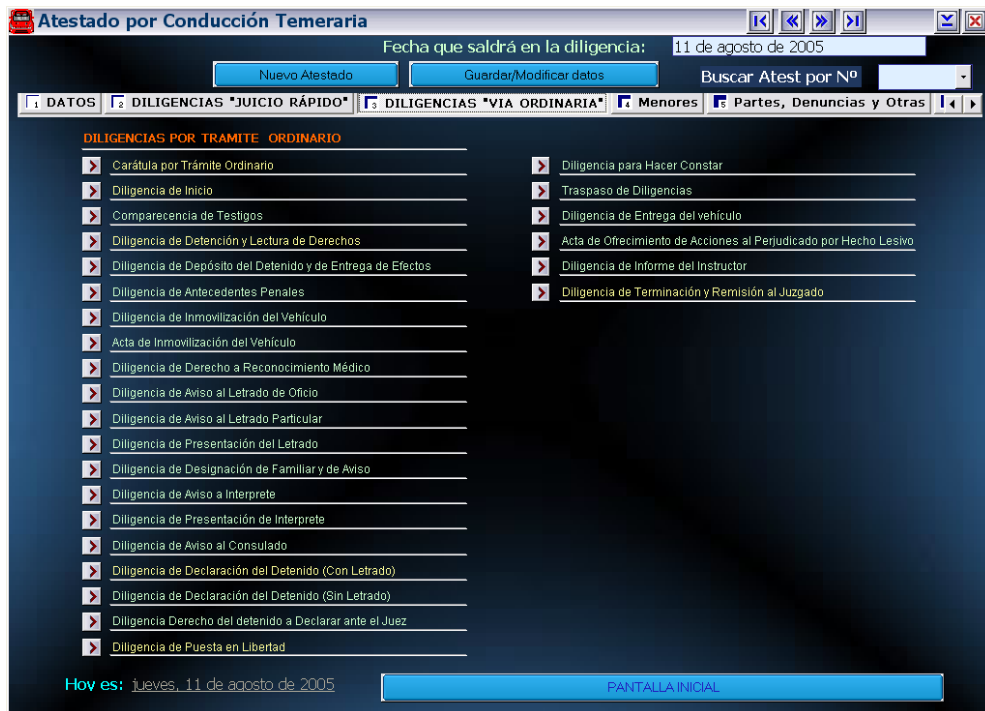 Atestado por Conducción Temeraria
Fecha que saldrá en la diligencia: 11 de agosto de 2005
Nuevo Atestado Guardar/Modificar datos Buscar Atest por Nº
1 DATOS 2 DILIGENCIAS "JUICIO RÁPIDO" 3 DILIGENCIAS "VIA ORDINARIA" 4 Menores 5 Partes, Denuncias y Otras
DILIGENCIAS POR TRAMITE ORDINARIO
Carátula por Trámite Ordinario
Diligencia de Inicio
Comparecencia de Testigos
Diligencia de Detención y Lectura de Derechos
Diligencia de Depósito del Detenido y de Entrega de Efectos
Diligencia de Antecedentes Penales
Diligencia de Inmovilización del Vehículo
Acta de Inmovilización del Vehículo
Diligencia de Derecho a Reconocimiento Médico
Diligencia de Aviso al Letrado de Oficio
Diligencia de Aviso al Letrado Particular
Diligencia de Presentación del Letrado
Diligencia de Designación de Familiar y de Aviso
Diligencia de Aviso a Interprete
Diligencia de Presentación de Interprete
Diligencia de Aviso al Consulado
Diligencia de Declaración del Detenido (Con Letrado)
Diligencia de Declaración del Detenido (Sin Letrado)
Diligencia Derecho del detenido a Declarar ante el Juez
Diligencia de Puesta en Libertad
Diligencia para Hacer Constar
Traspaso de Diligencias
Diligencia de Entrega del vehículo
Acta de Ofrecimiento de Acciones al Perjudicado por Hecho Lesivo
Diligencia de Informe del Instructor
Diligencia de Terminación y Remisión al Juzgado
Hoy es: jueves, 11 de agosto de 2005
PANTALLA INICIAL